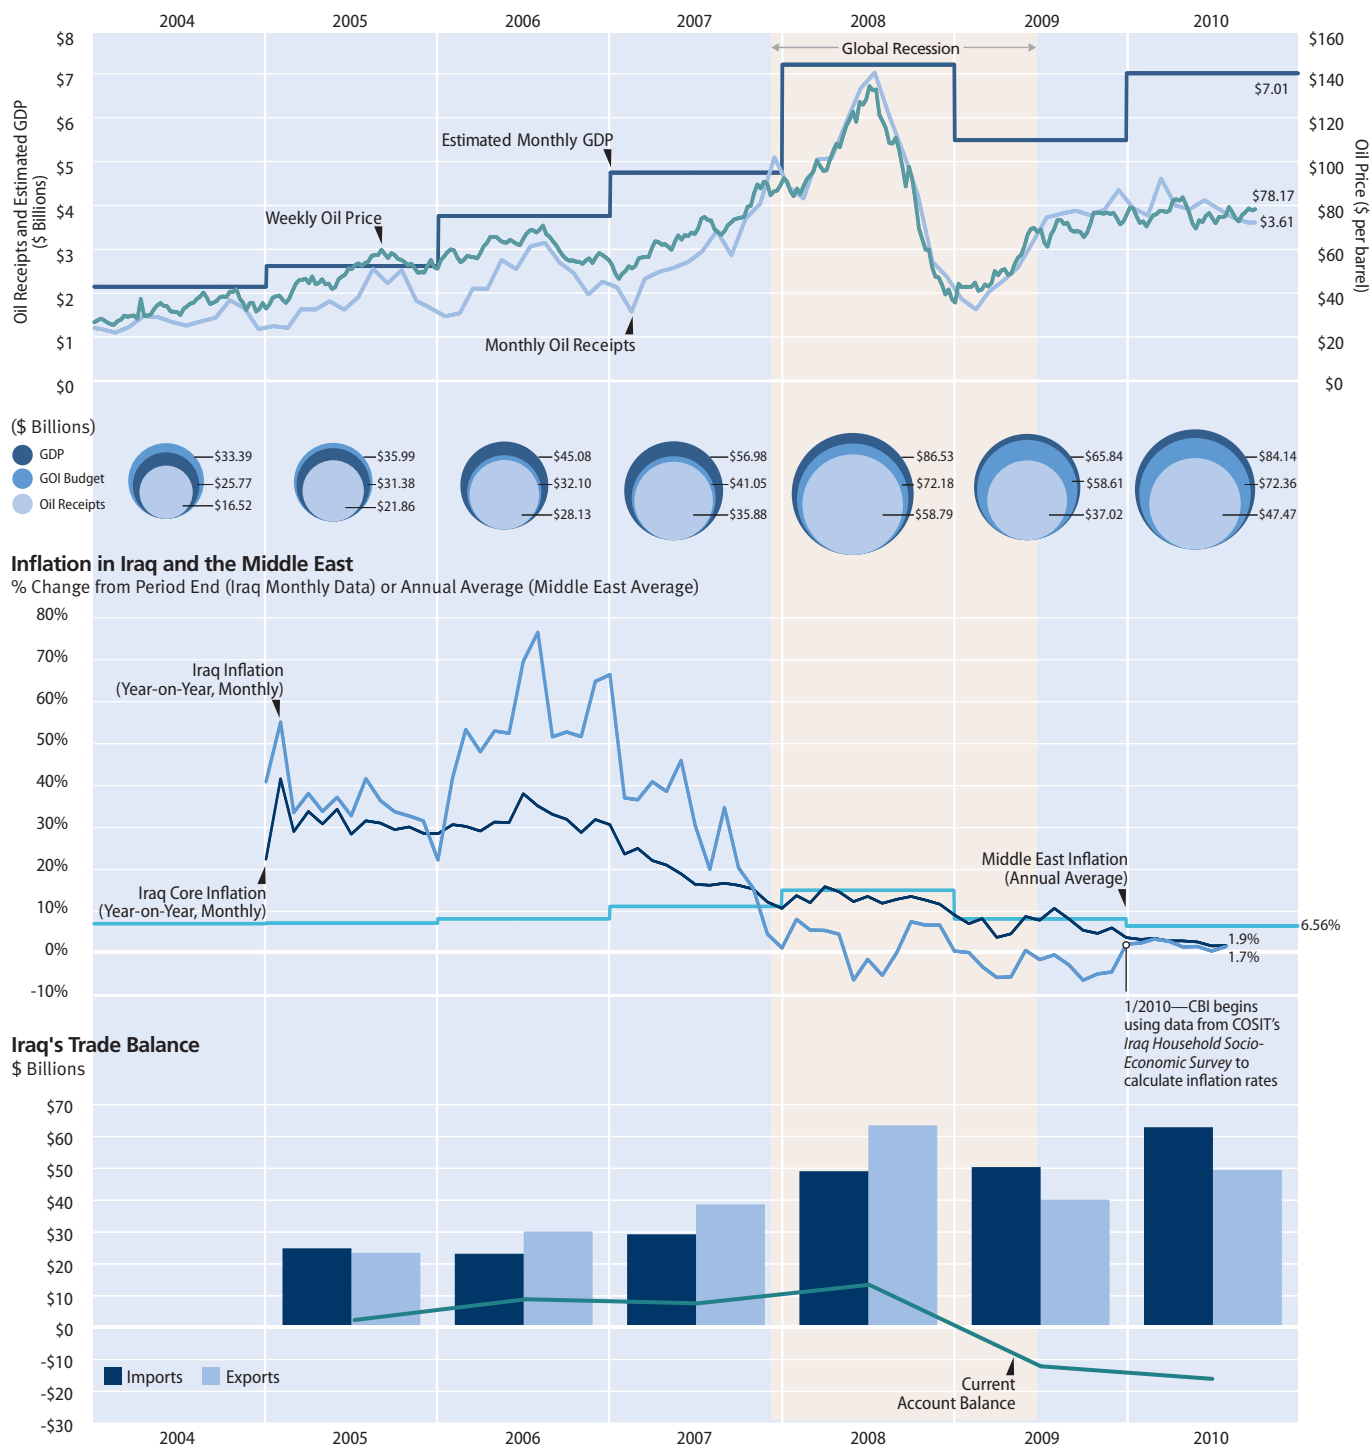 2004 2005 2006 2007 2008 2009 2010
$8 $160
Global Recession
$7 $140
$7.01
$6 $120
Estimated Monthly GDP
$5 $100
$78.17
Weekly Oil Price
$4 $80
$3.61
$3 $60
$2 $40
Monthly Oil Receipts
$1 $20
$0 $0
Oil Receipts and Estimated GDP
($ Billions)
Oil Price ($ per barrel)
($ Billions)
GDP
GOI Budget
Oil Receipts
$33.39 $35.99 $45.08 $56.98 $86.53 $65.84 $84.14
$25.77 $31.38 $32.10 $41.05 $72.18 $58.61 $72.36
$16.52 $21.86 $28.13 $35.88 $58.79 $37.02 $47.47
Inflation in Iraq and the Middle East
% Change from Period End (Iraq Monthly Data) or Annual Average (Middle East Average)
80%
70%
Iraq Inflation
(Year-on-Year, Monthly)
60%
50%
40%
30%
20%
Middle East Inflation
(Annual Average)
Iraq Core Inflation
(Year-on-Year, Monthly)
10%
6.56%
1.9%
0%
1.7%
-10%
1/2010—CBI begins
using data from COSIT's
Iraq Household Socio-
Economic Survey to
calculate inflation rates
Iraq's Trade Balance
$ Billions
$70
$60
$50
$40
$30
$20
$10
$0
-$10
Imports Exports
Current
Account Balance
-$20
-$30
2004 2005 2006 2007 2008 2009 2010